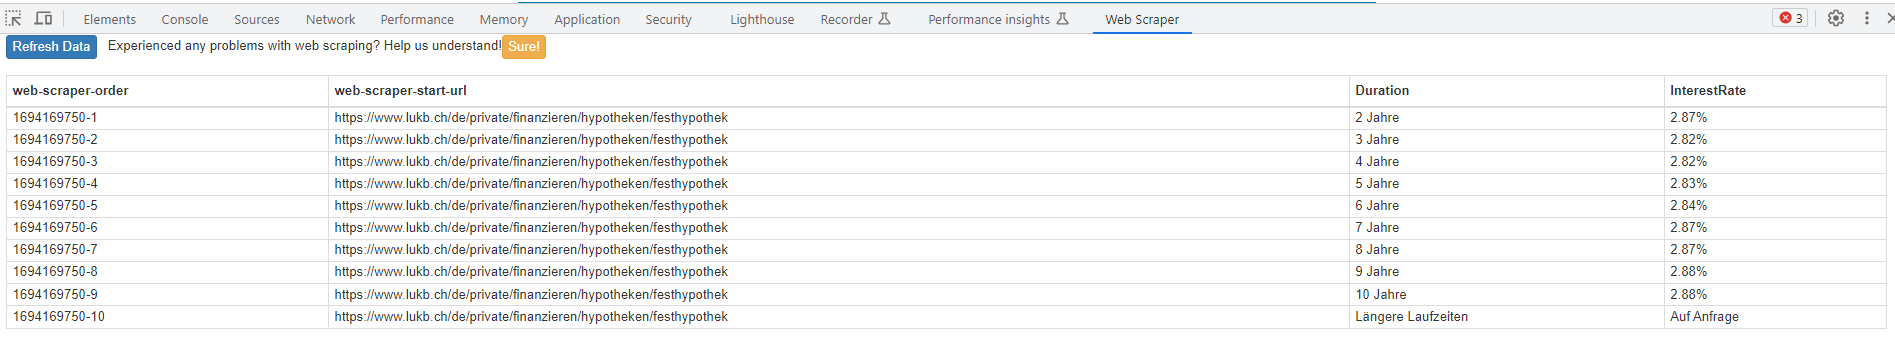 Elements Console Sources Network Performance Memory Application Security Lighthouse Recorder Performance insights Web Scraper 3
Refresh Data Experienced any problems with web scraping? Help us understand! Sure!
web-scraper-order web-scraper-start-url Duration InterestRate
1694169750-1 https://www.lukb.ch/de/private/finanzieren/hypotheken/festhypothek 2 Jahre 2.87%
1694169750-2 https://www.lukb.ch/de/private/finanzieren/hypotheken/festhypothek 3 Jahre 2.82%
1694169750-3 https://www.lukb.ch/de/private/finanzieren/hypotheken/festhypothek 4 Jahre 2.82%
1694169750-4 https://www.lukb.ch/de/private/finanzieren/hypotheken/festhypothek 5 Jahre 2.83%
1694169750-5 https://www.lukb.ch/de/private/finanzieren/hypotheken/festhypothek 6 Jahre 2.84%
1694169750-6 https://www.lukb.ch/de/private/finanzieren/hypotheken/festhypothek 7 Jahre 2.87%
1694169750-7 https://www.lukb.ch/de/private/finanzieren/hypotheken/festhypothek 8 Jahre 2.87%
1694169750-8 https://www.lukb.ch/de/private/finanzieren/hypotheken/festhypothek 9 Jahre 2.88%
1694169750-9 https://www.lukb.ch/de/private/finanzieren/hypotheken/festhypothek 10 Jahre 2.88%
1694169750-10 https://www.lukb.ch/de/private/finanzieren/hypotheken/festhypothek Längere Laufzeiten Auf Anfrage